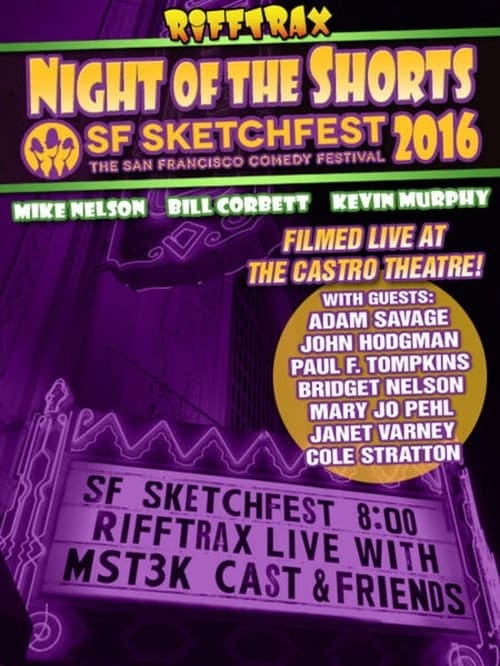 RIFFTRAX
NIGHT OF THE SHORTS
SF SKETCHFEST 2016
THE SAN FRANCISCO COMEDY FESTIVAL
MIKE NELSON BILL CORBETT KEVIN MURPHY
FILMED LIVE AT
THE CASTRO THEATRE!
WITH GUESTS:
ADAM SAVAGE
JOHN HODGMAN
PAUL F. TOMPKINS
BRIDGET NELSON
MARY JO PEHL
JANET VARNEY
COLE STRATTON
SF SKETCHFEST 8:00
RIFFTRAX LIVE WITH
MST3K CAST & FRIENDS